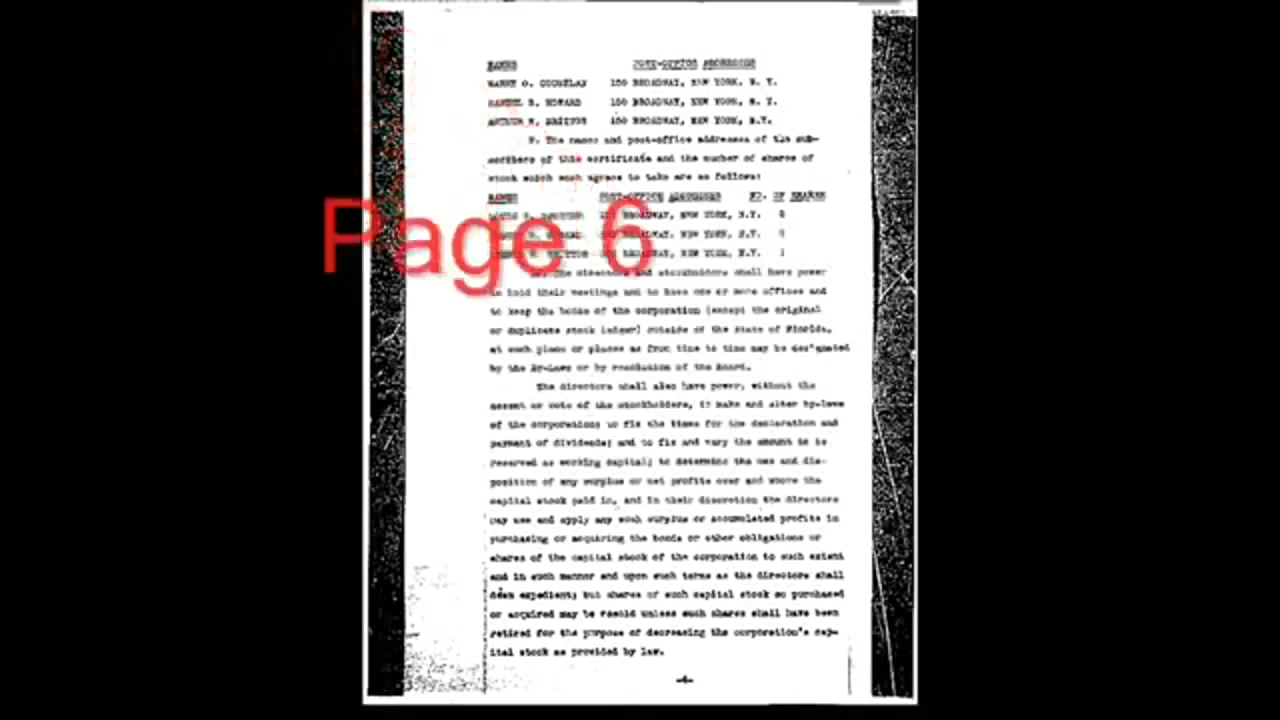 NAMES POST-OFFICE ADDRESSES
HARRY O. COUGHLAN 150 BROADWAY, NEW YORK, N. Y.
SAMUEL B. HOWARD 150 BROADWAY, NEW YORK, N. Y.
ARTHUR W. BRITTON 150 BROADWAY, NEW YORK, N.Y.
9. The names and post-office addresses of the sub-
scribers of this certificate and the number of shares of
stock which each agrees to take are as follows:
NAMES POST-OFFICE ADDRESSES NO. OF SHARES
BROADWAY, NEW YORK, N.Y.
BROADWAY, NEW YORK, N.Y.
BROADWAY, NEW YORK, N.Y. 1
Page 6
The directors and stockholders shall have power
to hold their meetings and to have one or more offices and
to keep the books of the corporation (except the original
or duplicate stock ledger) outside of the State of Florida,
at such place or places as from time to time may be designated
by the By-Laws or by resolution of the Board.
The directors shall also have power, without the
assent or vote of the stockholders, to make and alter by-laws
of the corporation; to fix the times for the declaration and
payment of dividends; and to fix and vary the amount to be
reserved as working capital; to determine the use and dis-
position of any surplus or net profits over and above the
capital stock paid in, and in their discretion the directors
may use and apply any such surplus or accumulated profits in
purchasing or acquiring the bonds or other obligations or
shares of the capital stock of the corporation to such extent
and in such manner and upon such terms as the directors shall
deem expedient; but shares of such capital stock so purchased
or acquired may be resold unless such shares shall have been
retired for the purpose of decreasing the corporation's cap-
ital stock as provided by law.
-6-